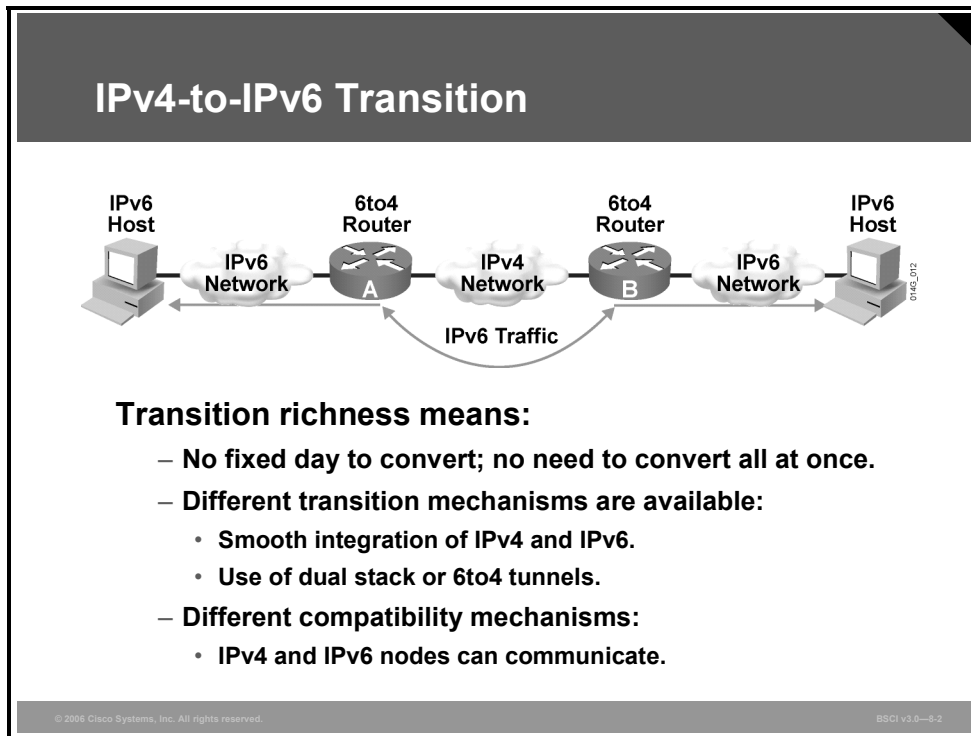 IPv4-to-IPv6 Transition
IPv6
Host
6to4
Router
6to4
Router
IPv6
Host
IPv6
Network
A
IPv4
Network
B
IPv6
Network
014G_012
IPv6 Traffic
Transition richness means:
– No fixed day to convert; no need to convert all at once.
– Different transition mechanisms are available:
• Smooth integration of IPv4 and IPv6.
• Use of dual stack or 6to4 tunnels.
– Different compatibility mechanisms:
• IPv4 and IPv6 nodes can communicate.
© 2006 Cisco Systems, Inc. All rights reserved.
BSCI v3.0—8-2